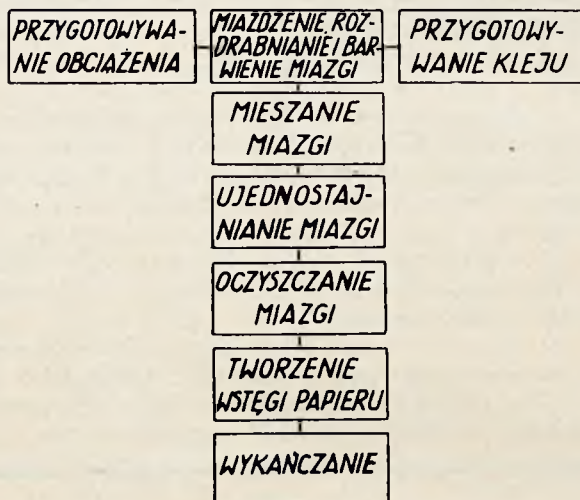 PRZYGOTOWYWA-
NIE OBCIĄŻENIA
MIAŻDŻENIE, ROZ-
DRABNIANIE I BAR-
WIENIE MIAZGI
PRZYGOTOWY-
WANIE KLEJU
MIESZANIE
MIAZGI
UJEDNOSTAJ-
NIANIE MIAZGI
OCZYSZCZANIE
MIAZGI
TWORZENIE
WSTĘGI PAPIERU
WYKAŃCZANIE